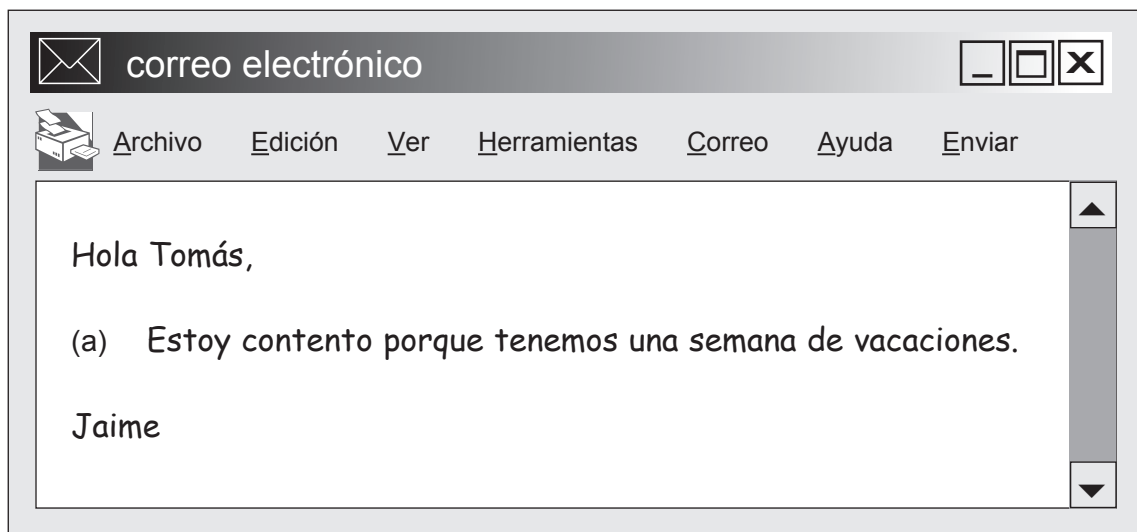 correo electrónico
Archivo Edición Ver Herramientas Correo Ayuda Enviar
Hola Tomás,
(a) Estoy contento porque tenemos una semana de vacaciones.
Jaime